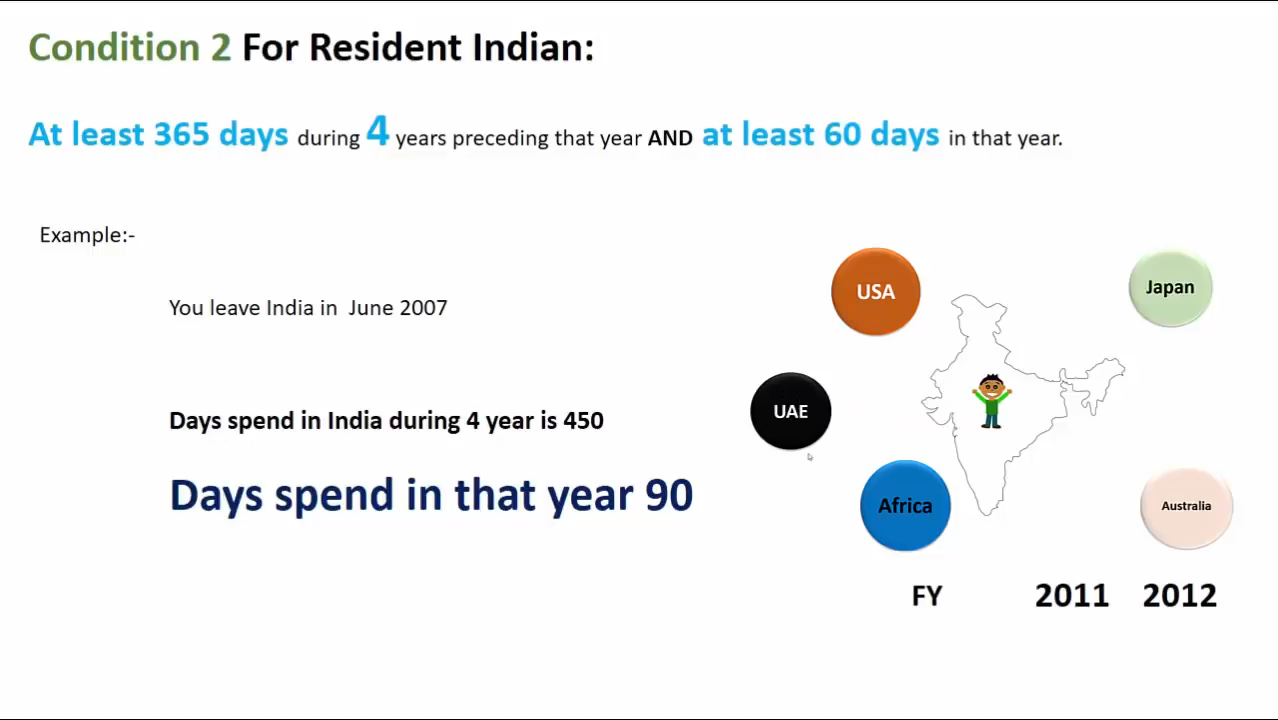 Condition 2 For Resident Indian:
At least 365 days during 4 years preceding that year AND at least 60 days in that year.
Example:-
You leave India in June 2007
Days spend in India during 4 year is 450
Days spend in that year 90
USA
Japan
UAE
Africa
Australia
FY 2011 2012